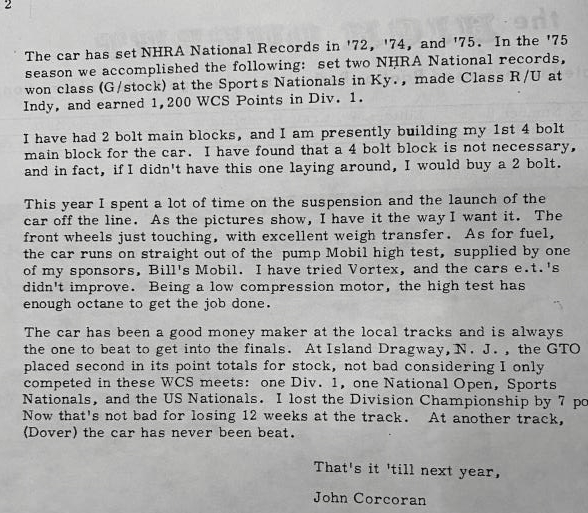 2
The car has set NHRA National Records in '72, '74, and '75. In the '75
season we accomplished the following: set two NHRA National records,
won class (G/stock) at the Sports Nationals in Ky., made Class R/U at
Indy, and earned 1,200 WCS Points in Div. 1.
I have had 2 bolt main blocks, and I am presently building my 1st 4 bolt
main block for the car. I have found that a 4 bolt block is not necessary,
and in fact, if I didn't have this one laying around, I would buy a 2 bolt.
This year I spent a lot of time on the suspension and the launch of the
car off the line. As the pictures show, I have it the way I want it. The
front wheels just touching, with excellent weigh transfer. As for fuel,
the car runs on straight out of the pump Mobil high test, supplied by one
of my sponsors, Bill's Mobil. I have tried Vortex, and the cars e.t.'s
didn't improve. Being a low compression motor, the high test has
enough octane to get the job done.
The car has been a good money maker at the local tracks and is always
the one to beat to get into the finals. At Island Dragway, N. J., the GTO
placed second in its point totals for stock, not bad considering I only
competed in these WCS meets: one Div. 1, one National Open, Sports
Nationals, and the US Nationals. I lost the Division Championship by 7 po
Now that's not bad for losing 12 weeks at the track. At another track,
(Dover) the car has never been beat.
That's it 'till next year,
John Corcoran